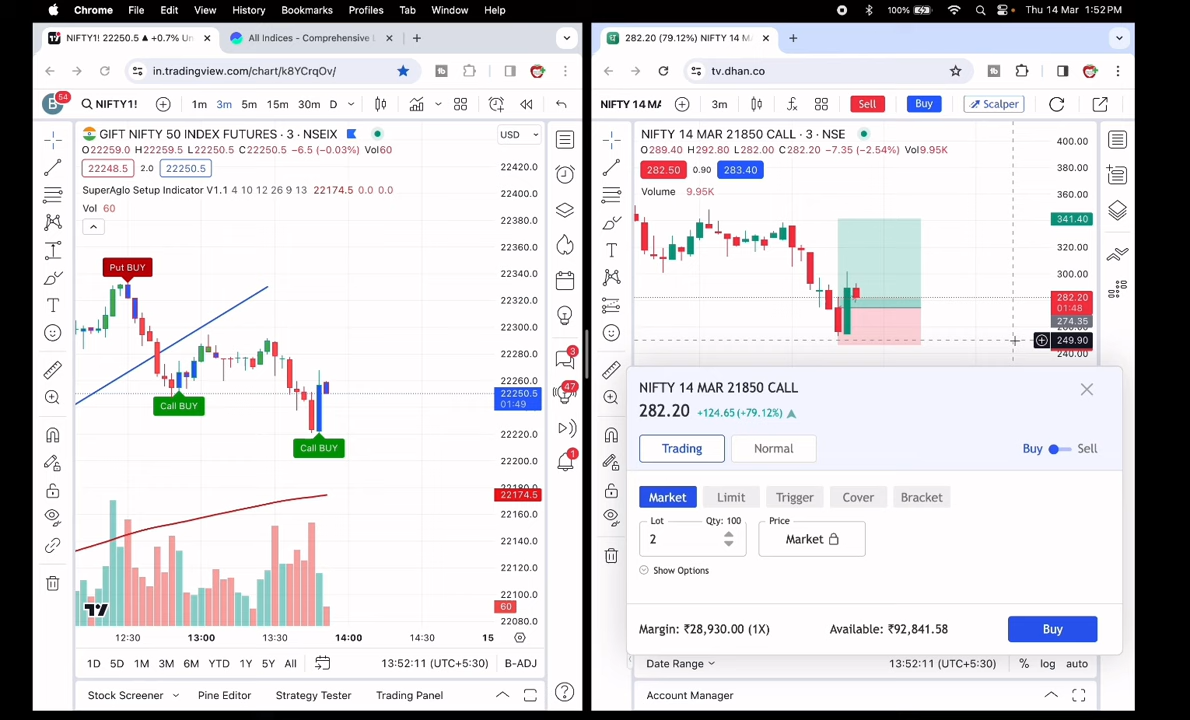 Chrome File Edit View History Bookmarks Profiles Tab Window Help 100% Thu 14 Mar 1:52PM
NIFTY1! 22250.5 ▲ +0.7% Un
All Indices - Comprehensive L
in.tradingview.com/chart/k8YCrqOv/
B 54 NIFTY1! 1m 3m 5m 15m 30m D
GIFT NIFTY 50 INDEX FUTURES · 3 · NSEIX
USD
O22259.0 H22259.5 L22250.5 C22250.5 −6.5 (−0.03%) Vol60
22248.5 2.0 22250.5
SuperAglo Setup Indicator V1.1 4 10 12 26 9 13 22174.5 0.0 0.0
Vol 60
Put BUY
Call BUY
Call BUY
22420.0
22400.0
22380.0
22360.0
22340.0
22320.0
22300.0
22280.0
22260.0
22250.5
01:49
22220.0
22200.0
22180.0
22174.5
22160.0
22140.0
22120.0
22100.0
60
22080.0
3
47
1
12:30 13:00 13:30 14:00 14:30 15
1D 5D 1M 3M 6M YTD 1Y 5Y All 13:52:11 (UTC+5:30) B-ADJ
Stock Screener Pine Editor Strategy Tester Trading Panel
282.20 (79.12%) NIFTY 14 M
tv.dhan.co
NIFTY 14 MA 3m Sell Buy Scalper
NIFTY 14 MAR 21850 CALL · 3 · NSE
O289.40 H292.80 L282.00 C282.20 −7.35 (−2.54%) Vol9.95K
282.50 0.90 283.40
Volume 9.95K
400.00
380.00
360.00
341.40
320.00
300.00
282.20
01:48
274.35
249.90
240.00
NIFTY 14 MAR 21850 CALL
282.20 +124.65(+79.12%) ▲
Trading Normal Buy Sell
Market Limit Trigger Cover Bracket
Lot Qty: 100 Price
2 Market
Show Options
Margin: ₹28,930.00 (1X) Available: ₹92,841.58 Buy
Date Range 13:52:11 (UTC+5:30) % log auto
Account Manager